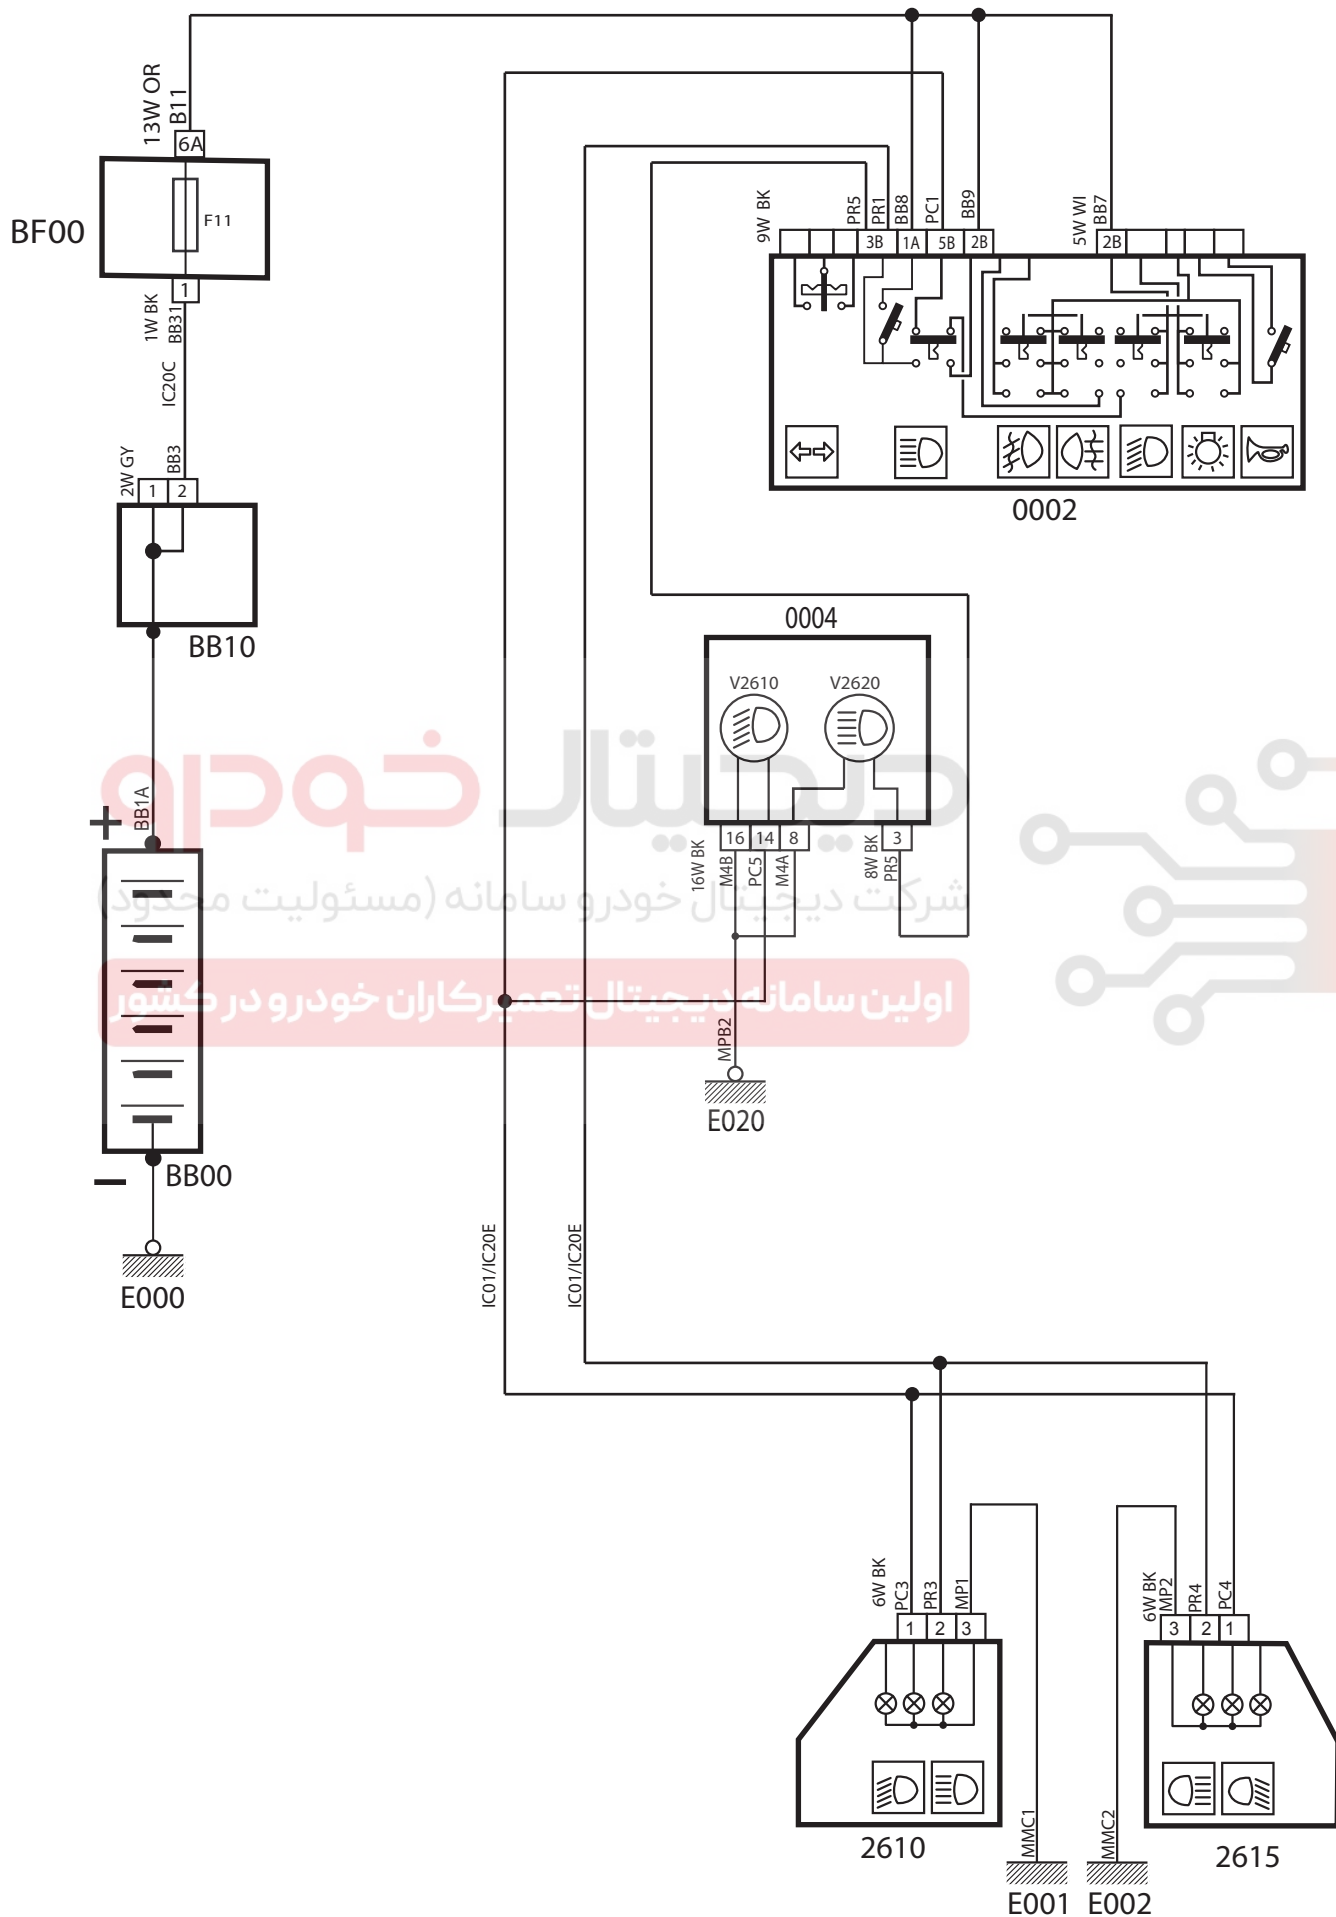 13W OR
B11
6A
BF00
F11
1
1W BK
BB31
IC20C
2W GY
BB3
1
2
BB10
BB1A
+
−
BB00
E000
9W BK
PR5
PR1
BB8
PC1
BB9
5W WI
BB7
3B
1A
5B
2B
2B
0002
0004
V2610
V2620
16
14
8
3
16W BK
M4B
PC5
M4A
8W BK
PR5
دیجیتال خودرو
شرکت دیجیتال خودرو سامانه (مسئولیت محدود)
اولین سامانه دیجیتال تعمیرکاران خودرو در کشور
MPB2
E020
IC01/IC20E
IC01/IC20E
6W BK
PC3
PR3
MP1
1
2
3
2610
MMC1
E001
6W BK
MP2
PR4
PC4
3
2
1
2615
MMC2
E002